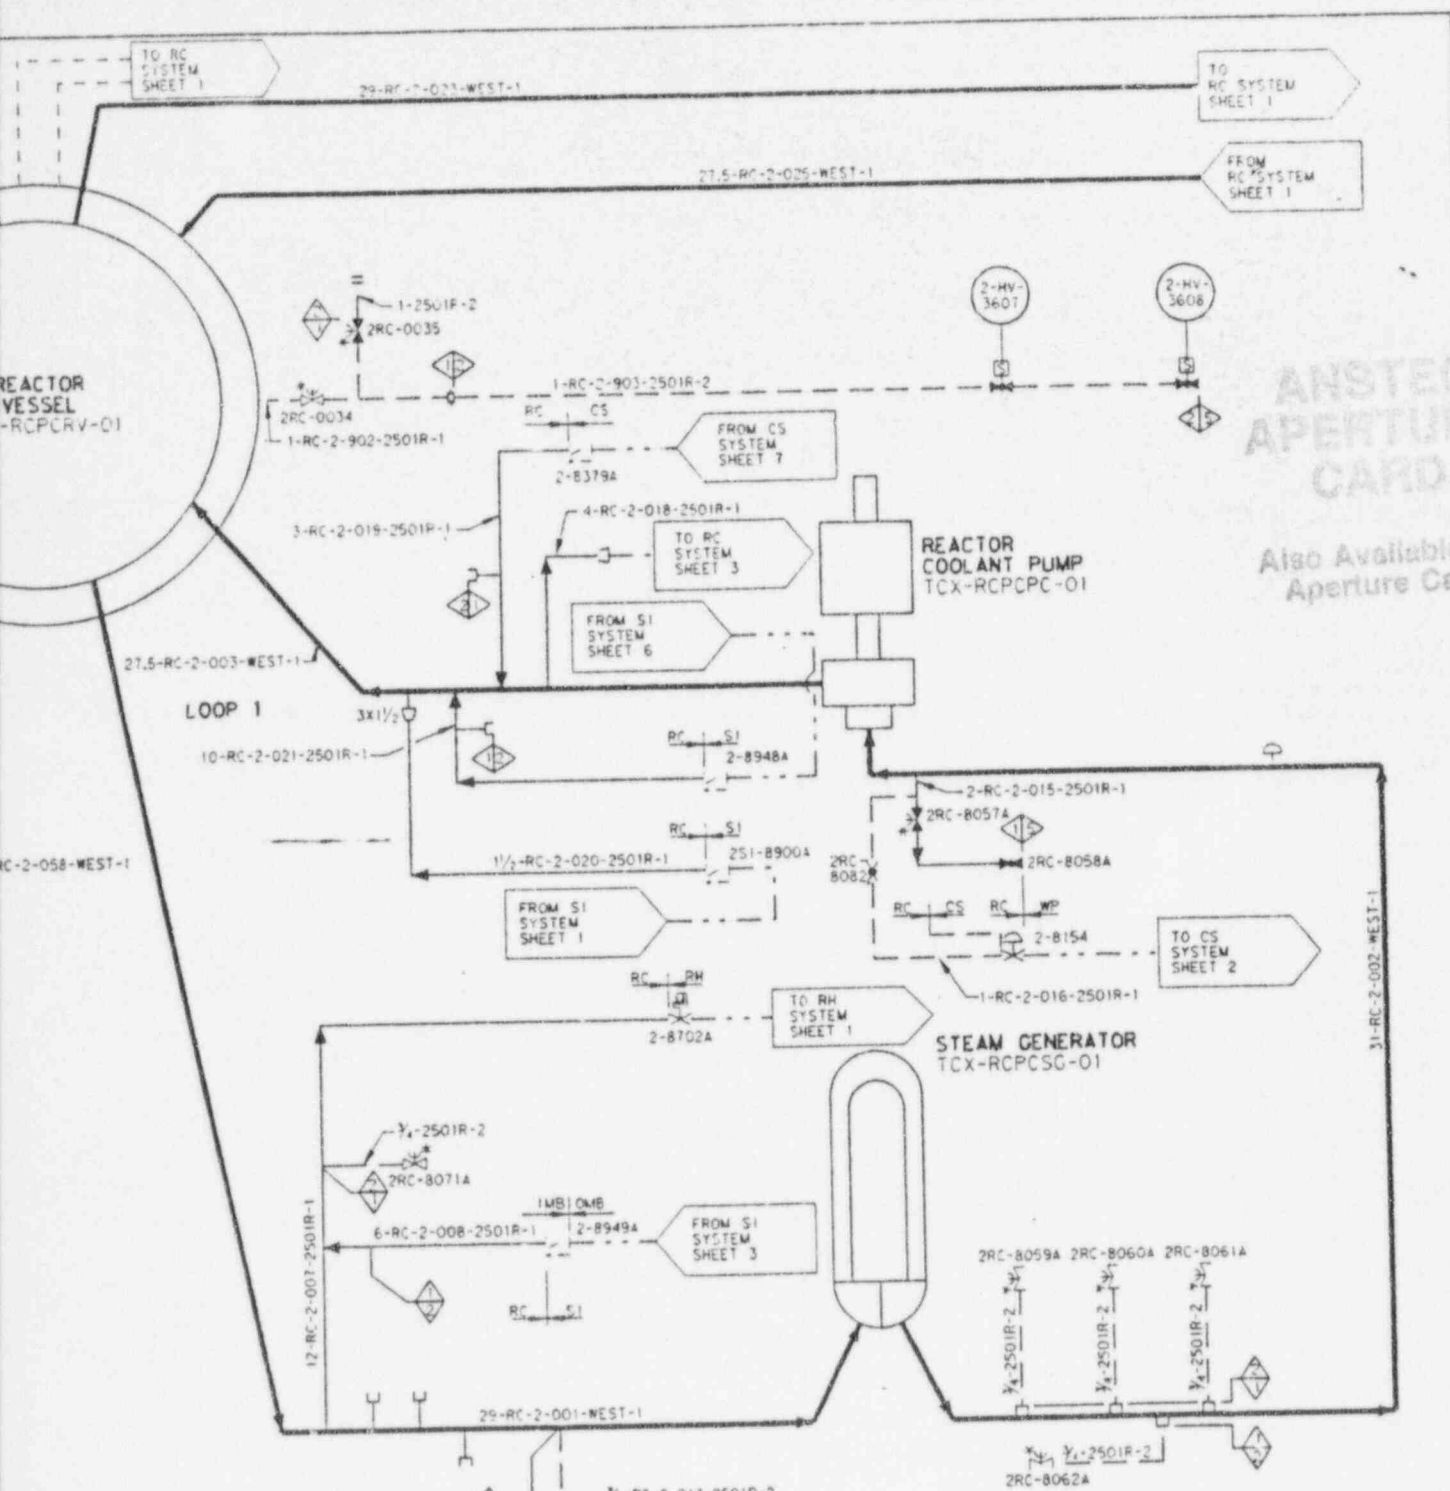 TO RC
SYSTEM
SHEET 1
29-RC-2-023-WEST-1
TO
RC SYSTEM
SHEET 1
27.5-RC-2-025-WEST-1
FROM
RC SYSTEM
SHEET 1
2-HV-
3607
2-HV-
3608
1-2501R-2
2RC-0035
1-RC-2-903-2501R-2
REACTOR
VESSEL
-RCPCRV-01
2RC-0034
1-RC-2-902-2501R-1
RC
CS
FROM CS
SYSTEM
SHEET 7
2-8379A
3-RC-2-019-2501R-1
4-RC-2-018-2501R-1
TO RC
SYSTEM
SHEET 3
REACTOR
COOLANT PUMP
TCX-RCPCPC-01
APERTU
CARD
Also Available
Aperture Ca
FROM SI
SYSTEM
SHEET 6
27.5-RC-2-003-WEST-1
LOOP 1
3X1½
10-RC-2-021-2501R-1
RC
SI
2-8948A
2-RC-2-015-2501R-1
2RC-8057A
RC
SI
2SI-8900A
1½-RC-2-020-2501R-1
2RC-
8082A
2RC-8058A
RC-2-058-WEST-1
FROM SI
SYSTEM
SHEET 1
RC
CS
RC
WP
2-8154
TO CS
SYSTEM
SHEET 2
1-RC-2-016-2501R-1
31-RC-2-002-WEST-1
RC
RH
2-8702A
TO RH
SYSTEM
SHEET 1
STEAM GENERATOR
TCX-RCPCSG-01
¾-2501R-2
2RC-8071A
12-RC-2-007-2501R-1
6-RC-2-008-2501R-1
IMB
OMB
2-8949A
FROM SI
SYSTEM
SHEET 3
RC
SI
2RC-8059A
2RC-8060A
2RC-8061A
¾-2501R-2
¾-2501R-2
¾-2501R-2
29-RC-2-001-WEST-1
¾-2501R-2
2RC-8062A